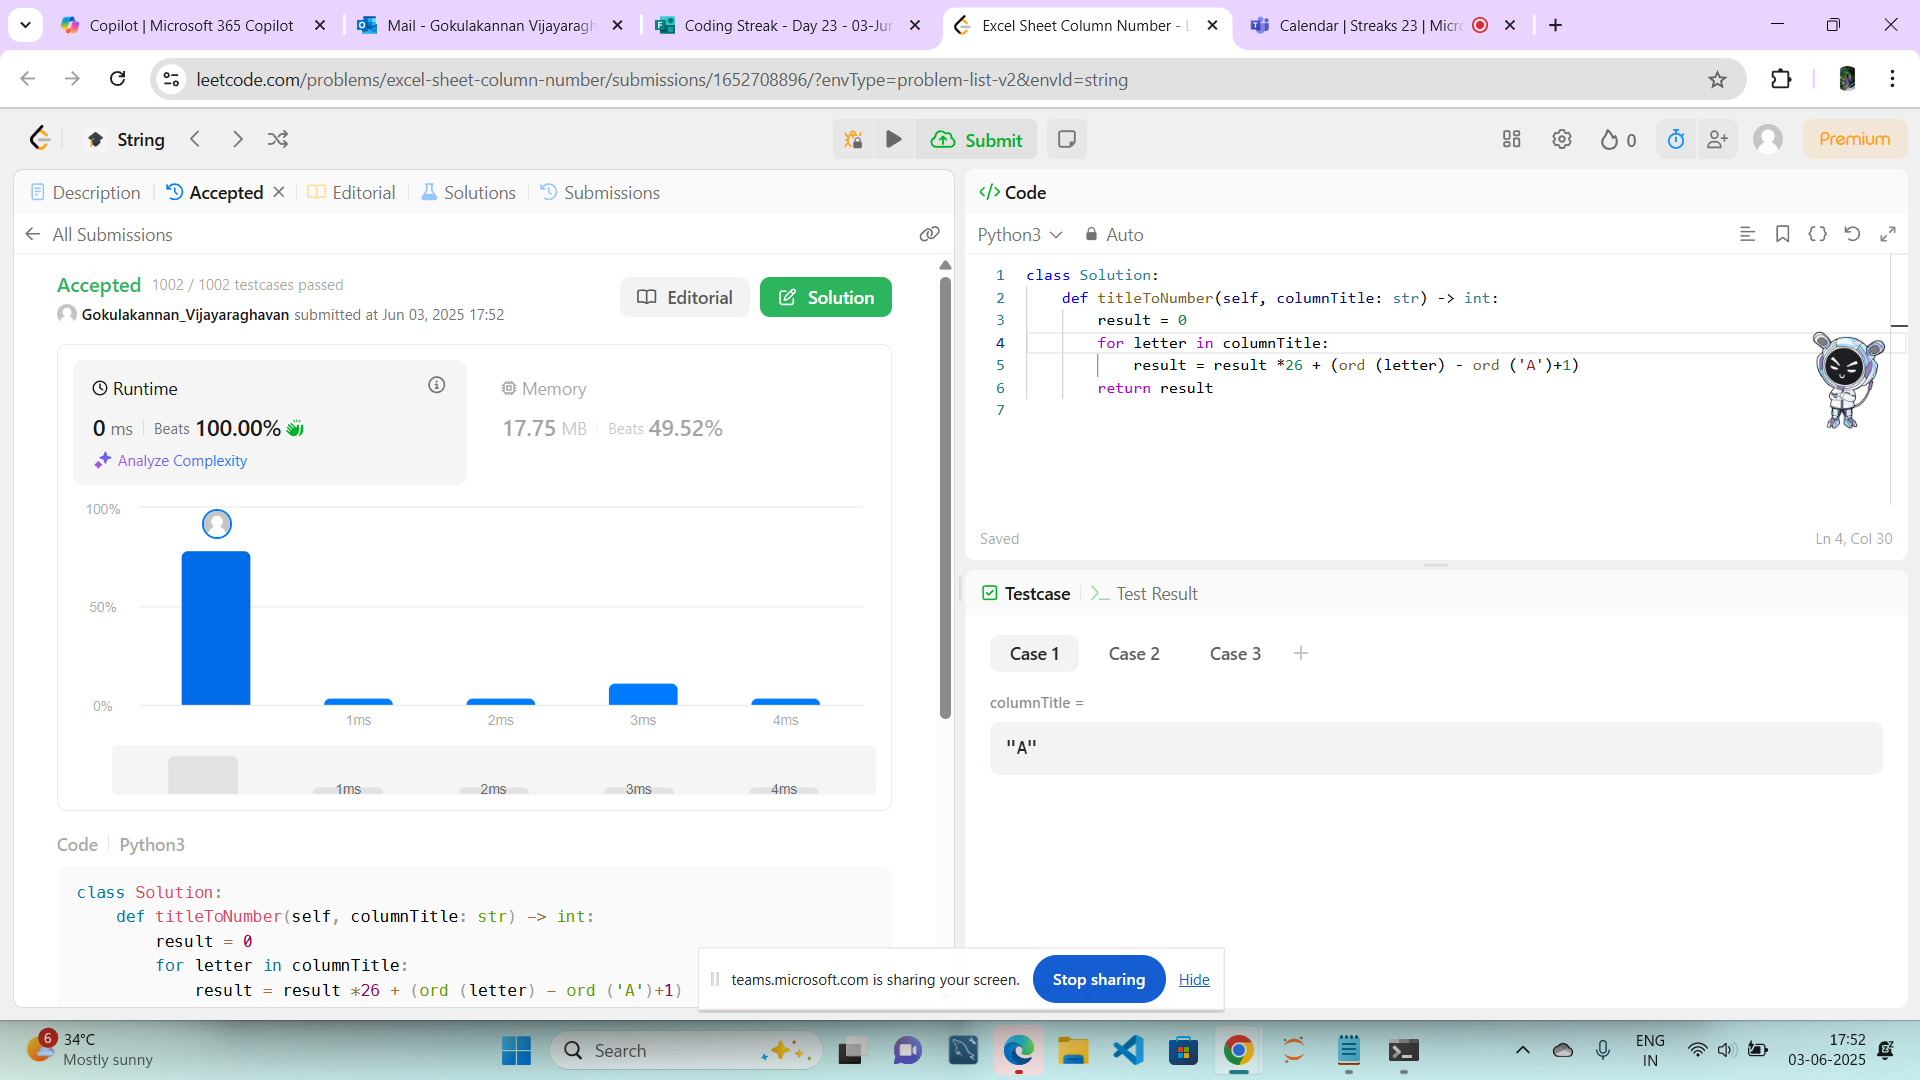 Copilot | Microsoft 365 Copilot
Mail - Gokulakannan Vijayaragh
Coding Streak - Day 23 - 03-Jun
Excel Sheet Column Number - L
Calendar | Streaks 23 | Micro
leetcode.com/problems/excel-sheet-column-number/submissions/1652708896/?envType=problem-list-v2&envId=string
String
Submit
0
Premium
Description
Accepted
Editorial
Solutions
Submissions
All Submissions
Accepted 1002 / 1002 testcases passed
Gokulakannan_Vijayaraghavan submitted at Jun 03, 2025 17:52
Editorial
Solution
Runtime
0 ms Beats 100.00%
Analyze Complexity
Memory
17.75 MB Beats 49.52%
100%
50%
0%
1ms 2ms 3ms 4ms
1ms 2ms 3ms 4ms
Code Python3
class Solution:
def titleToNumber(self, columnTitle: str) -> int:
result = 0
for letter in columnTitle:
result = result *26 + (ord (letter) - ord ('A')+1)
</> Code
Python3 Auto
1 class Solution:
2 def titleToNumber(self, columnTitle: str) -> int:
3 result = 0
4 for letter in columnTitle:
5 result = result *26 + (ord (letter) - ord ('A')+1)
6 return result
7
Saved
Ln 4, Col 30
Testcase
Test Result
Case 1 Case 2 Case 3
columnTitle =
"A"
teams.microsoft.com is sharing your screen. Stop sharing Hide
6
34°C
Mostly sunny
Search
ENG
IN
17:52
03-06-2025